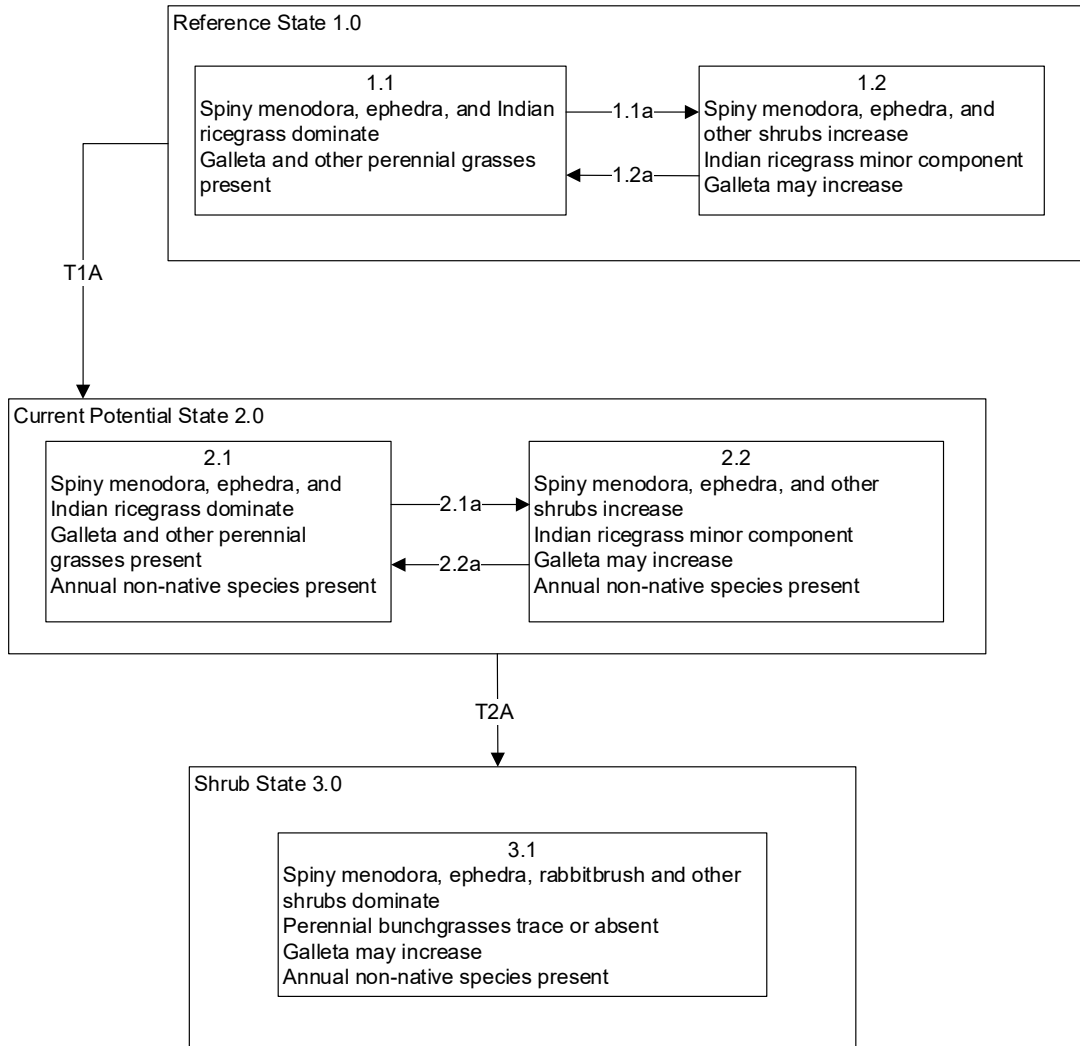 Reference State 1.0
1.1
Spiny menodora, ephedra, and Indian
ricegrass dominate
Galleta and other perennial grasses
present
1.1a
1.2a
1.2
Spiny menodora, ephedra, and
other shrubs increase
Indian ricegrass minor component
Galleta may increase
T1A
Current Potential State 2.0
2.1
Spiny menodora, ephedra, and
Indian ricegrass dominate
Galleta and other perennial
grasses present
Annual non-native species present
2.1a
2.2a
2.2
Spiny menodora, ephedra, and other
shrubs increase
Indian ricegrass minor component
Galleta may increase
Annual non-native species present
T2A
Shrub State 3.0
3.1
Spiny menodora, ephedra, rabbitbrush and other
shrubs dominate
Perennial bunchgrasses trace or absent
Galleta may increase
Annual non-native species present